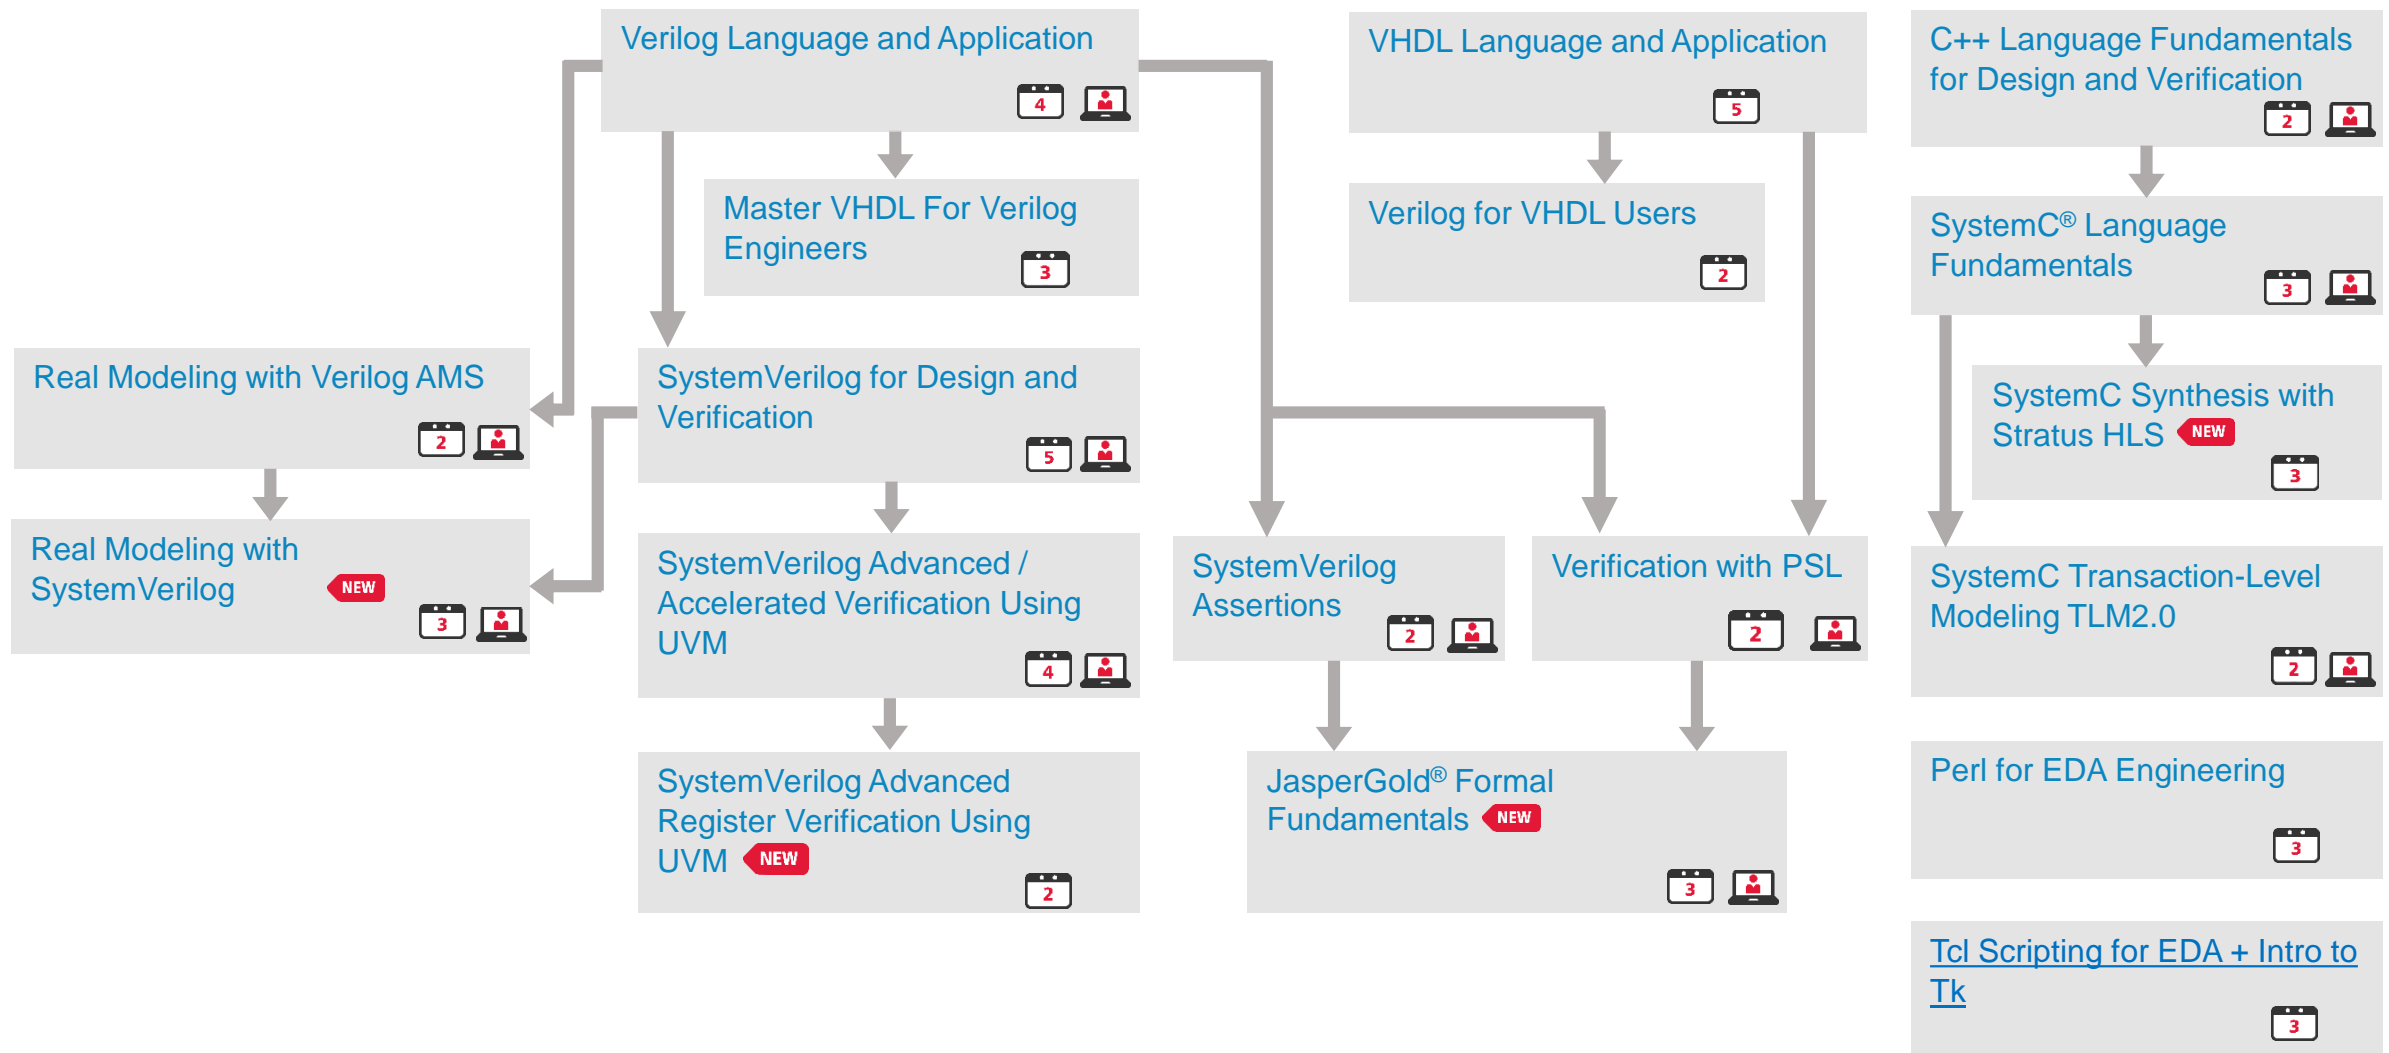 Verilog Language and Application
4
Master VHDL For Verilog
Engineers
3
Real Modeling with Verilog AMS
2
SystemVerilog for Design and
Verification
5
Real Modeling with
SystemVerilog NEW
3
SystemVerilog Advanced /
Accelerated Verification Using
UVM
4
SystemVerilog Advanced
Register Verification Using
UVM NEW
2
VHDL Language and Application
5
Verilog for VHDL Users
2
SystemVerilog
Assertions
2
Verification with PSL
2
JasperGold® Formal
Fundamentals NEW
3
C++ Language Fundamentals
for Design and Verification
2
SystemC® Language
Fundamentals
3
SystemC Synthesis with
Stratus HLS NEW
3
SystemC Transaction-Level
Modeling TLM2.0
2
Perl for EDA Engineering
3
Tcl Scripting for EDA + Intro to
Tk
3